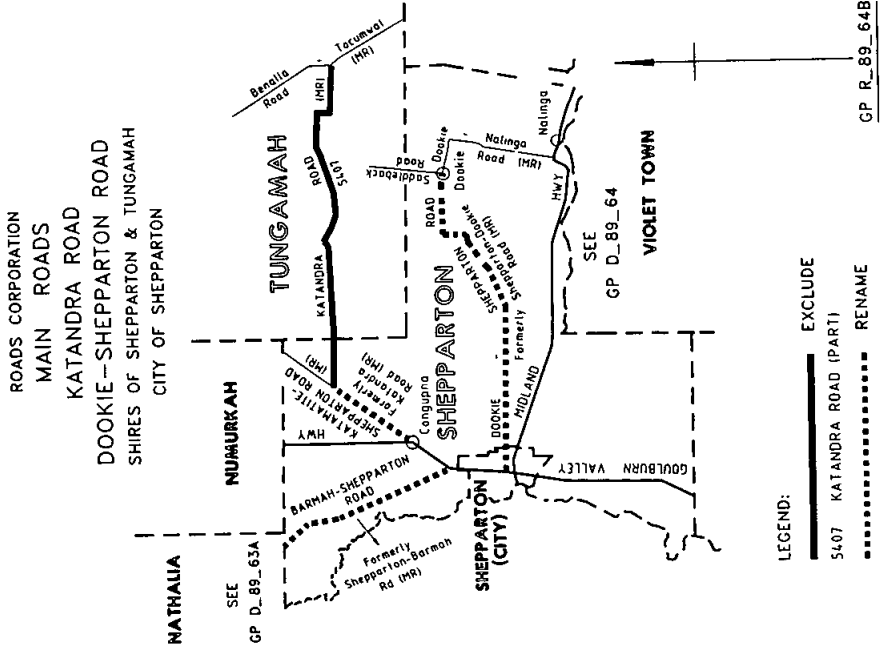 ROADS CORPORATION
MAIN ROADS
KATANDRA ROAD
DOOKIE–SHEPPARTON ROAD
SHIRES OF SHEPPARTON & TUNGAMAH
CITY OF SHEPPARTON
NATHALIA
SEE
GP D_89_63A
NUMURKAH
HWY
BARMAH-SHEPPARTON
ROAD
Formerly
Shepparton-Barmah
Rd (MR)
KATAMATITE-
SHEPPARTON ROAD
(MR)
Formerly
Katandra
Road (MR)
Congupna
TUNGAMAH
KATANDRA
ROAD
5407
(MR)
Benalla
Road
Tocumwal
(MR)
SHEPPARTON
SHEPPARTON
(CITY)
DOOKIE
SHEPPARTON
ROAD
Formerly
Shepparton-Dookie
Road (MR)
Saddleback
Road
Dookie
Dookie
Nalinga
Road (MR)
Nalinga
MIDLAND
HWY
GOULBURN
VALLEY
SEE
GP D_89_64
VIOLET TOWN
LEGEND:
EXCLUDE
5407 KATANDRA ROAD (PART)
RENAME
GP R_89_64B